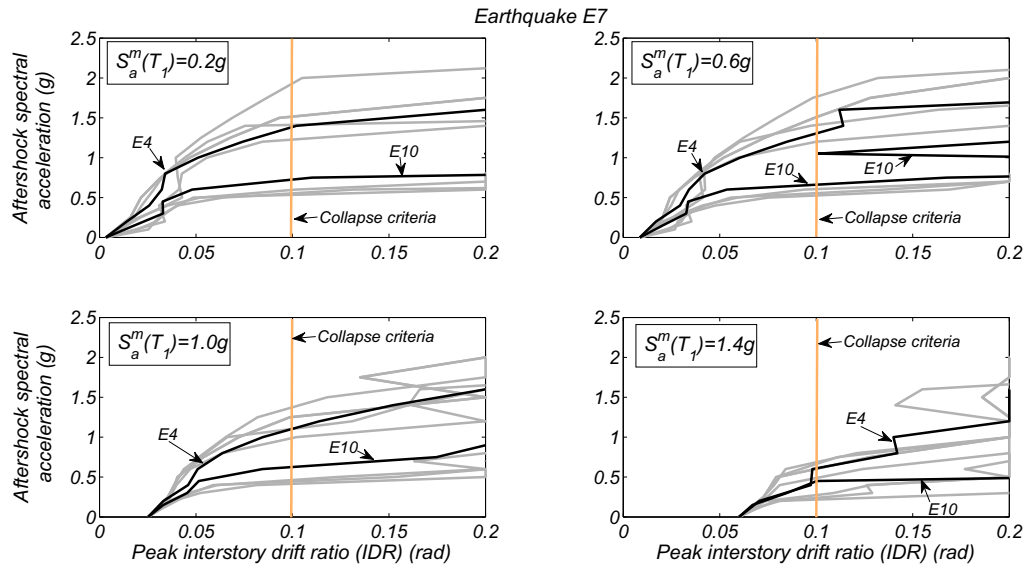 Earthquake E7
Aftershock spectral
acceleration (g)
2.5
2
1.5
1
0.5
0
S_a^m(T_1)=0.2g
E4
E10
Collapse criteria
0 0.05 0.1 0.15 0.2
2.5
2
1.5
1
0.5
0
S_a^m(T_1)=0.6g
E4
E10
E10
Collapse criteria
0 0.05 0.1 0.15 0.2
Aftershock spectral
acceleration (g)
2.5
2
1.5
1
0.5
0
S_a^m(T_1)=1.0g
Collapse criteria
E4
E10
0 0.05 0.1 0.15 0.2
Peak interstory drift ratio (IDR) (rad)
2.5
2
1.5
1
0.5
0
S_a^m(T_1)=1.4g
Collapse criteria
E4
E10
0 0.05 0.1 0.15 0.2
Peak interstory drift ratio (IDR) (rad)